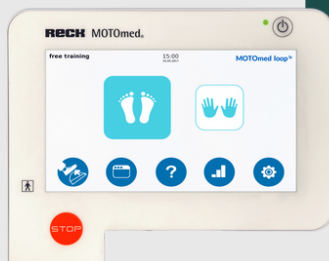 RECK MOTOmed.
free training
15:00
MOTOmed loop
?
STOP